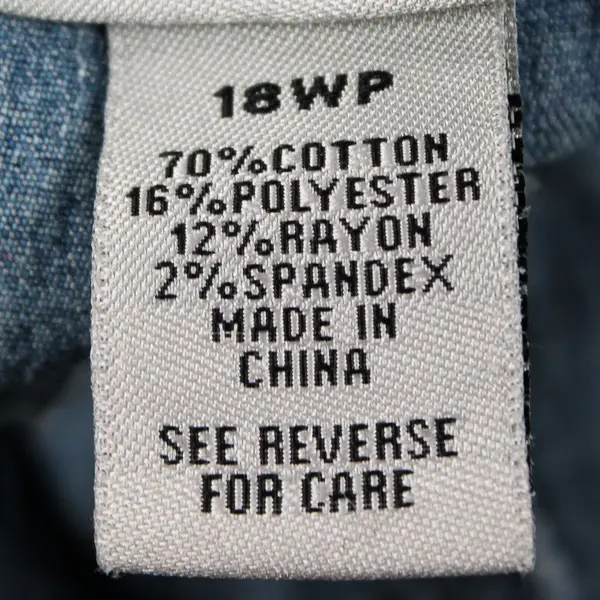 18WP
70%COTTON
16%POLYESTER
12%RAYON
2%SPANDEX
MADE IN
CHINA
SEE REVERSE
FOR CARE